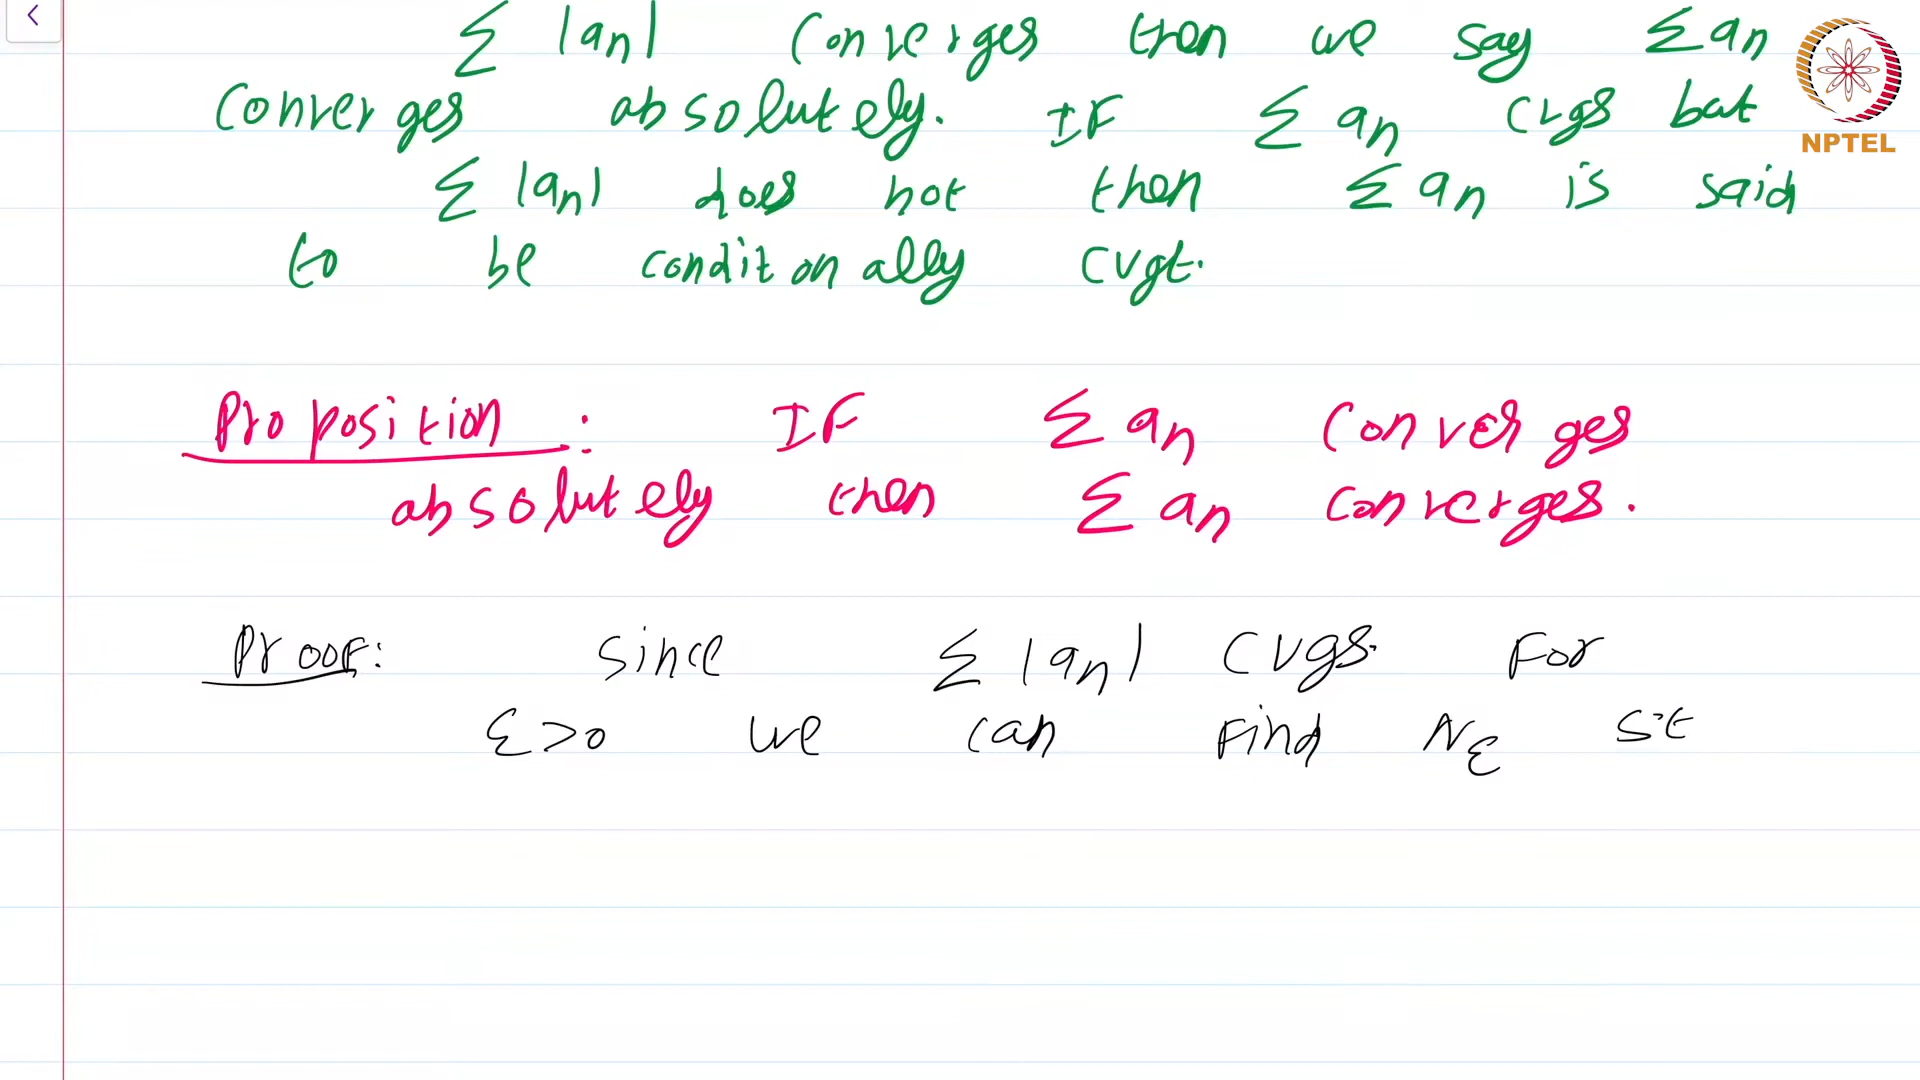 Σ |an| converges then we say Σ an
converges absolutely. IF Σ an cvgs but
Σ |an| does not then Σ an is said
to be conditonally cvgt.
NPTEL
Proposition: IF Σ an converges
absolutely then Σ an converges.
Proof: since Σ |an| cvgs. For
ε>0 we can Find Nε s.t